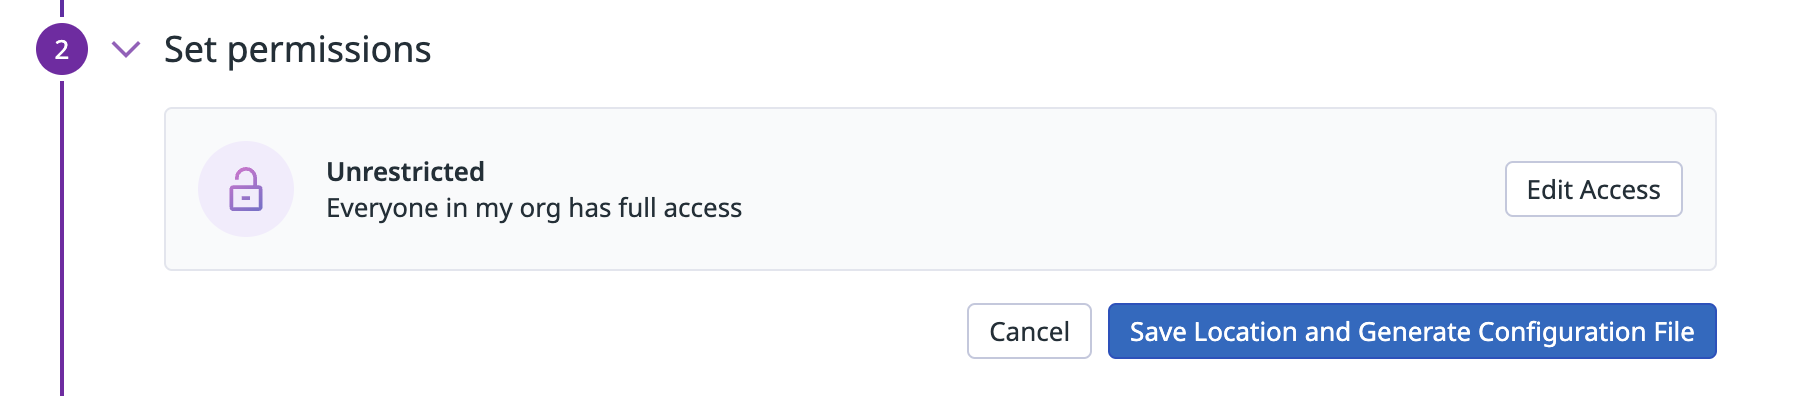 2
Set permissions
Unrestricted
Everyone in my org has full access
Edit Access
Cancel
Save Location and Generate Configuration File